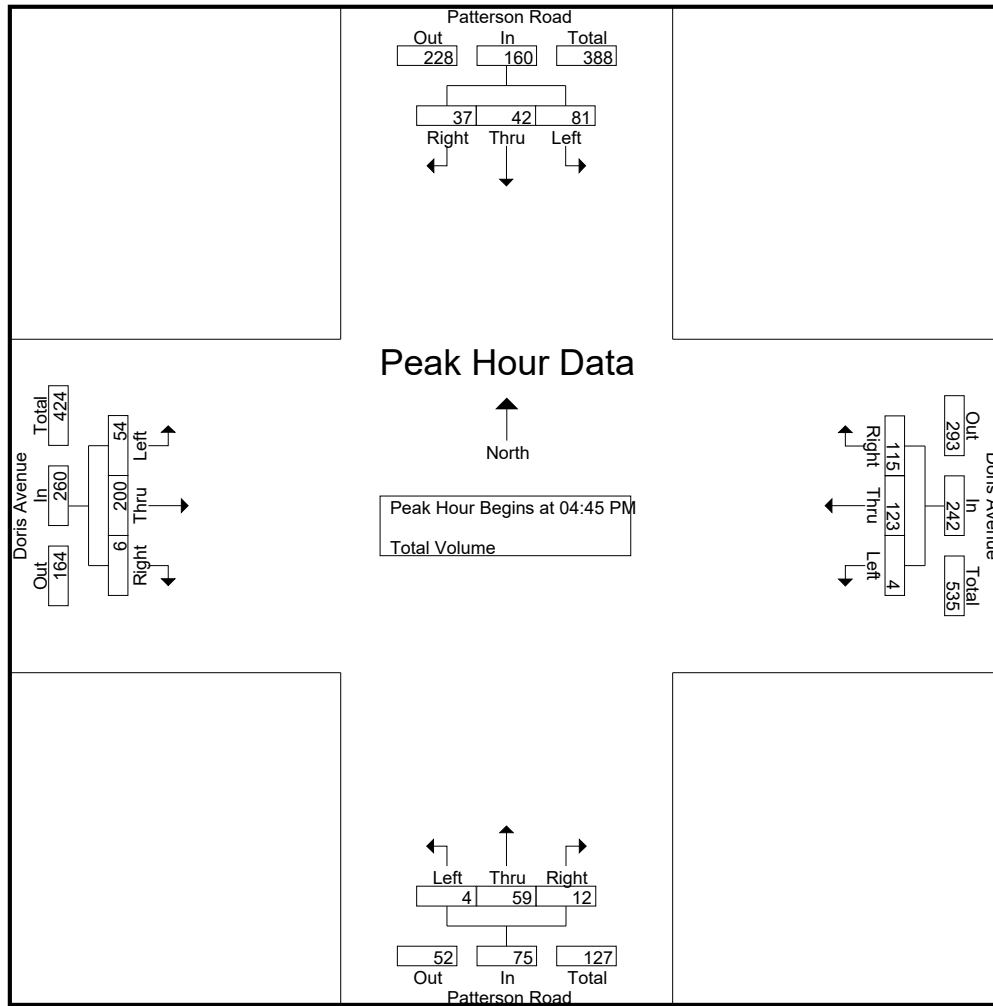 Patterson Road
Out In Total
228 160 388
37 42 81
Right Thru Left
Peak Hour Data
North
Peak Hour Begins at 04:45 PM
Total Volume
Doris Avenue
Out In Total
164 260 424
6 200 54
Right Thru Left
Doris Avenue
Out In Total
293 242 535
115 123 4
Right Thru Left
Left Thru Right
4 59 12
52 75 127
Out In Total
Patterson Road